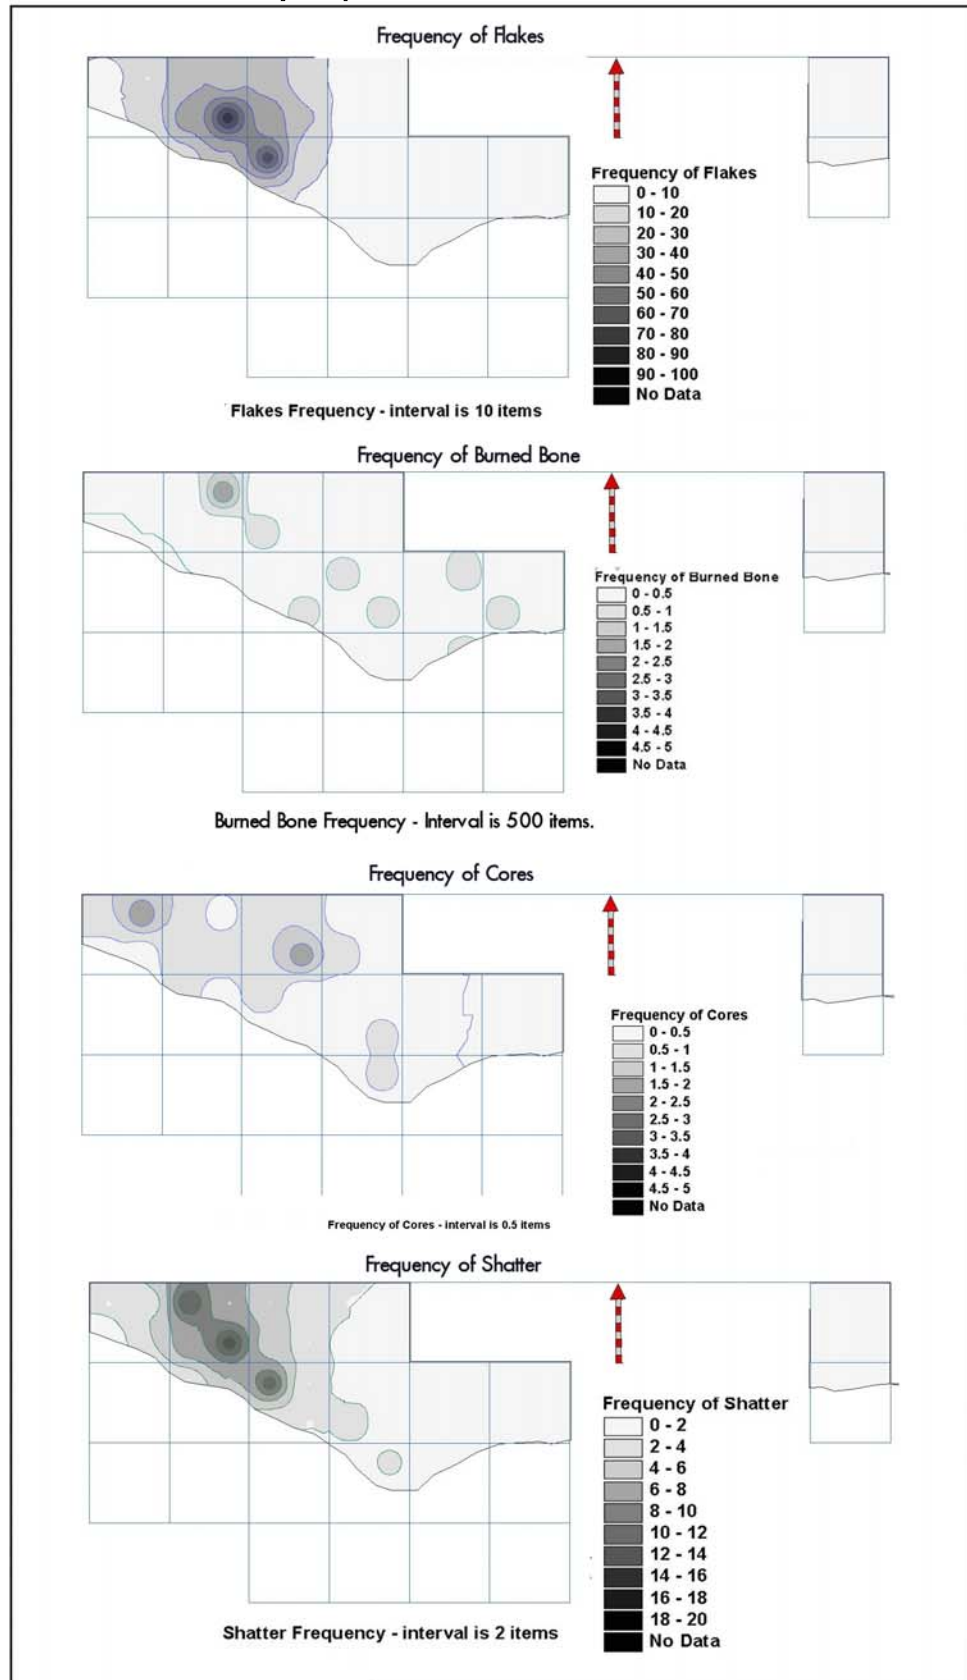 Frequency of Flakes
Frequency of Flakes
0 - 10
10 - 20
20 - 30
30 - 40
40 - 50
50 - 60
60 - 70
70 - 80
80 - 90
90 - 100
No Data
Flakes Frequency - interval is 10 items
Frequency of Burned Bone
Frequency of Burned Bone
0 - 0.5
0.5 - 1
1 - 1.5
1.5 - 2
2 - 2.5
2.5 - 3
3 - 3.5
3.5 - 4
4 - 4.5
4.5 - 5
No Data
Burned Bone Frequency - Interval is 500 items.
Frequency of Cores
Frequency of Cores
0 - 0.5
0.5 - 1
1 - 1.5
1.5 - 2
2 - 2.5
2.5 - 3
3 - 3.5
3.5 - 4
4 - 4.5
4.5 - 5
No Data
Frequency of Cores - interval is 0.5 items
Frequency of Shatter
Frequency of Shatter
0 - 2
2 - 4
4 - 6
6 - 8
8 - 10
10 - 12
12 - 14
14 - 16
16 - 18
18 - 20
No Data
Shatter Frequency - interval is 2 items